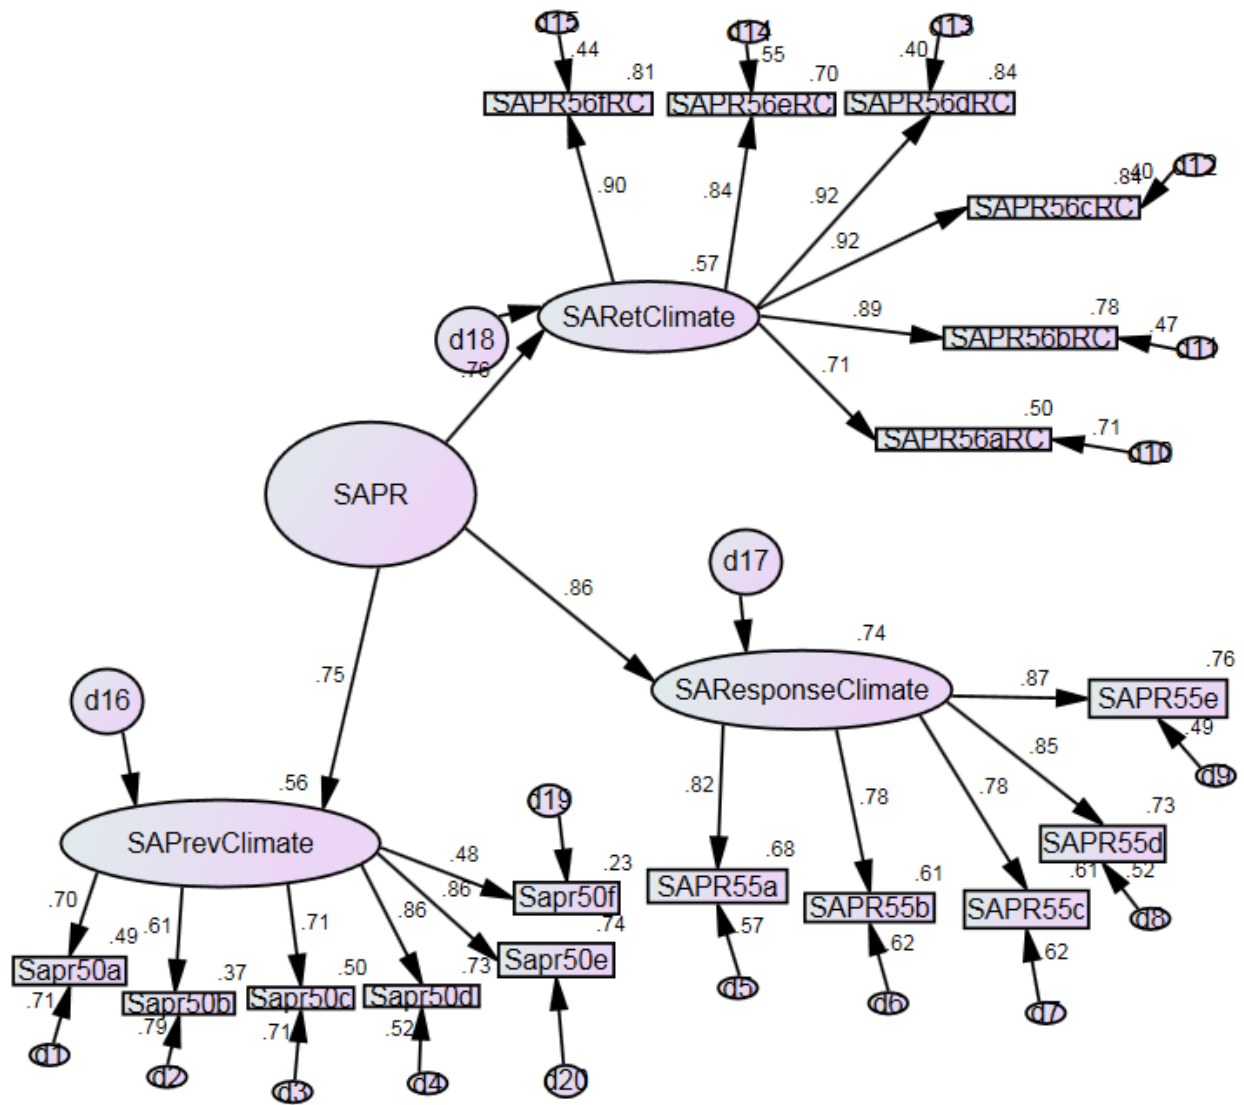 d15
d14
d13
.44
.55
.40
.81
.70
.84
SAPR56fRC
SAPR56eRC
SAPR56dRC
d12
.84
.40
SAPR56cRC
.90
.84
.92
.92
.57
SARetClimate
d18
.76
.89
.78
.47
SAPR56bRC
d11
.71
.50
.71
SAPR56aRC
d10
SAPR
d17
.86
.74
SAResponseClimate
.75
d16
.87
.76
SAPR55e
.49
d9
.85
.73
SAPR55d
.52
d8
.82
.78
.78
.68
SAPR55a
.57
d5
.61
SAPR55b
.62
d6
.61
SAPR55c
.62
d7
.56
SAPrevClimate
d19
.48
.23
Sapr50f
.86
.74
Sapr50e
d20
.70
.49
Sapr50a
.71
d1
.61
.37
Sapr50b
.79
d2
.71
.50
Sapr50c
.71
d3
.86
.73
Sapr50d
.52
d4